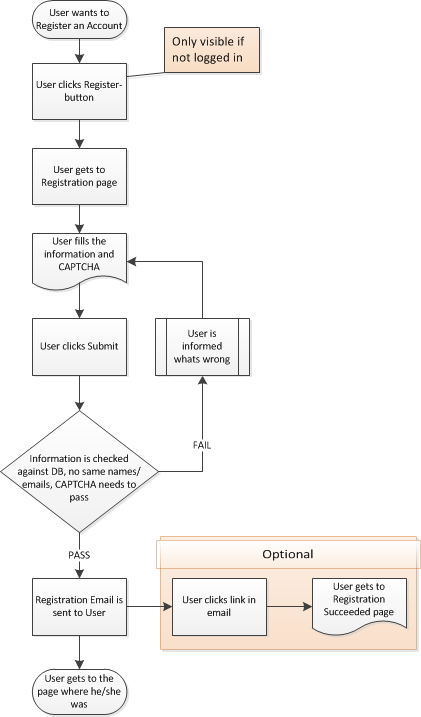 User wants to
Register an Account
Only visible if
not logged in
User clicks Register-
button
User gets to
Registration page
User fills the
information and
CAPTCHA
User clicks Submit
User is
informed
whats wrong
FAIL
Information is checked
against DB, no same names/
emails, CAPTCHA needs to
pass
PASS
Optional
Registration Email is
sent to User
User clicks link in
email
User gets to
Registration
Succeeded page
User gets to the
page where he/she
was